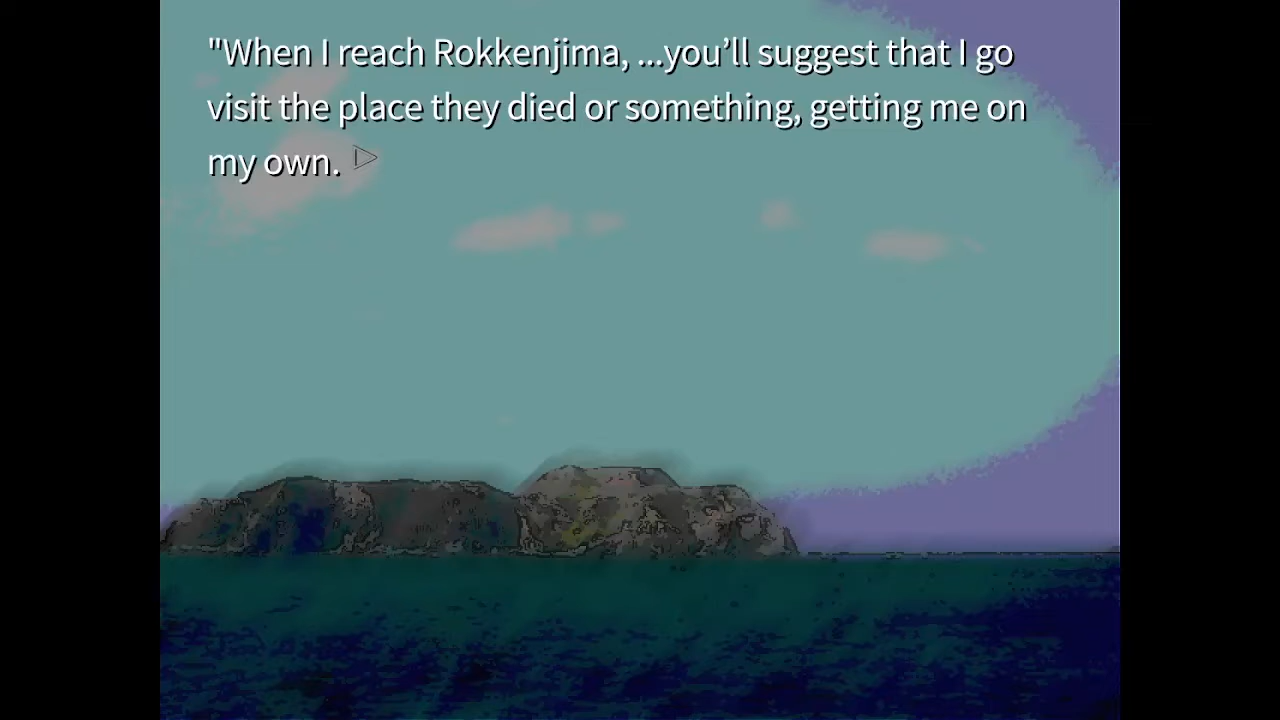 "When I reach Rokkenjima, ...you’ll suggest that I go
visit the place they died or something, getting me on
my own.